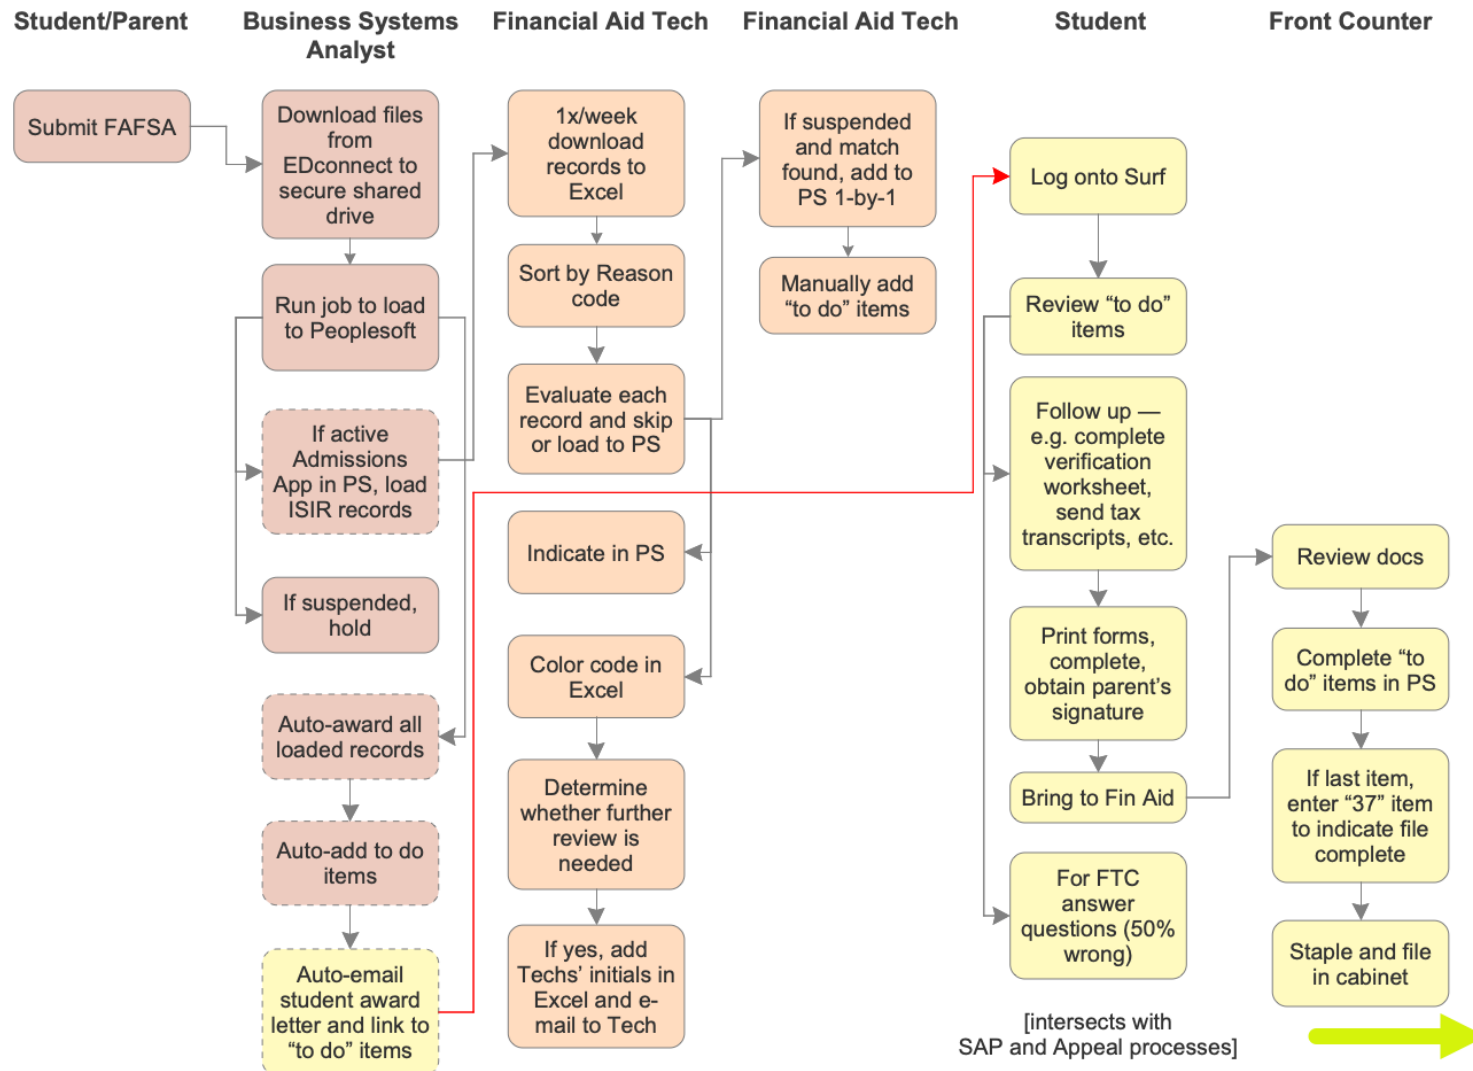 Student/Parent
Business Systems
Analyst
Financial Aid Tech
Financial Aid Tech
Student
Front Counter
Submit FAFSA
Download files
from
EDconnect to
secure shared
drive
Run job to load
to Peoplesoft
If active
Admissions
App in PS, load
ISIR records
If suspended,
hold
Auto-award all
loaded records
Auto-add to do
items
Auto-email
student award
letter and link to
“to do” items
1x/week
download
records to
Excel
Sort by Reason
code
Evaluate each
record and skip
or load to PS
Indicate in PS
Color code in
Excel
Determine
whether further
review is
needed
If yes, add
Techs’ initials in
Excel and e-
mail to Tech
If suspended
and match
found, add to
PS 1-by-1
Manually add
“to do” items
Log onto Surf
Review “to do”
items
Follow up —
e.g. complete
verification
worksheet,
send tax
transcripts, etc.
Print forms,
complete,
obtain parent’s
signature
Bring to Fin Aid
For FTC
answer
questions (50%
wrong)
[intersects with
SAP and Appeal processes]
Review docs
Complete “to
do” items in PS
If last item,
enter “37” item
to indicate file
complete
Staple and file
in cabinet